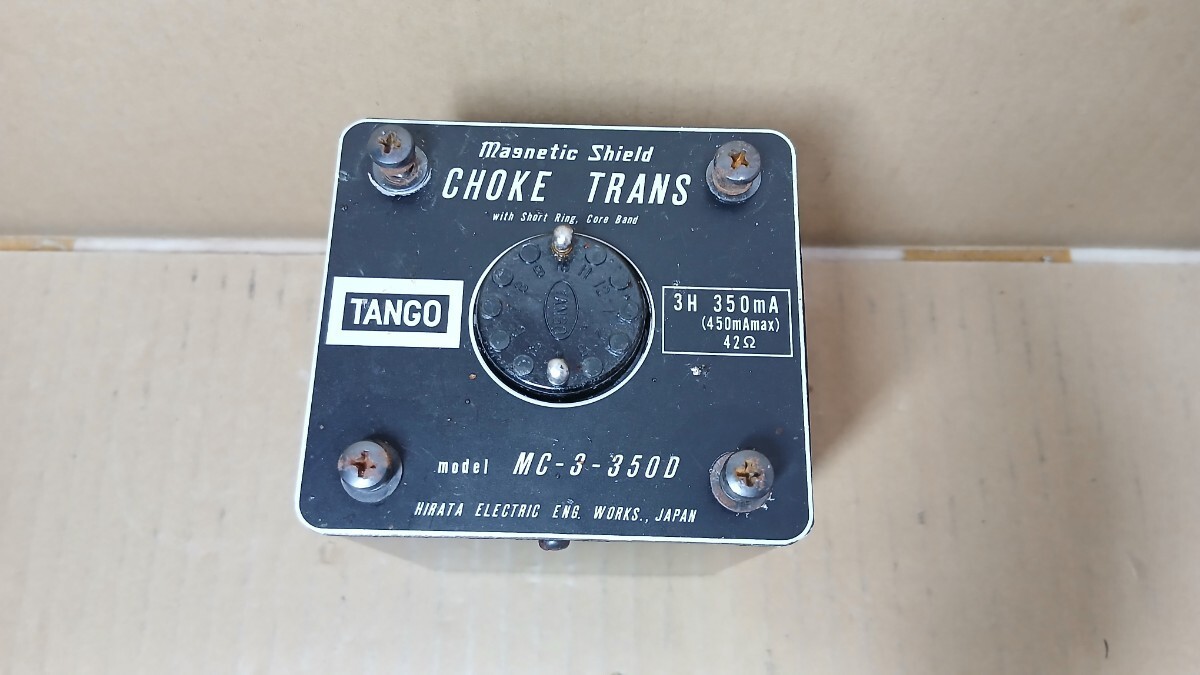 Magnetic Shield
CHOKE TRANS
with Short Ring, Core Band
TANGO
TANGO
3H 350mA
(450mAmax)
42Ω
model MC-3-350D
HIRATA ELECTRIC ENG. WORKS., JAPAN